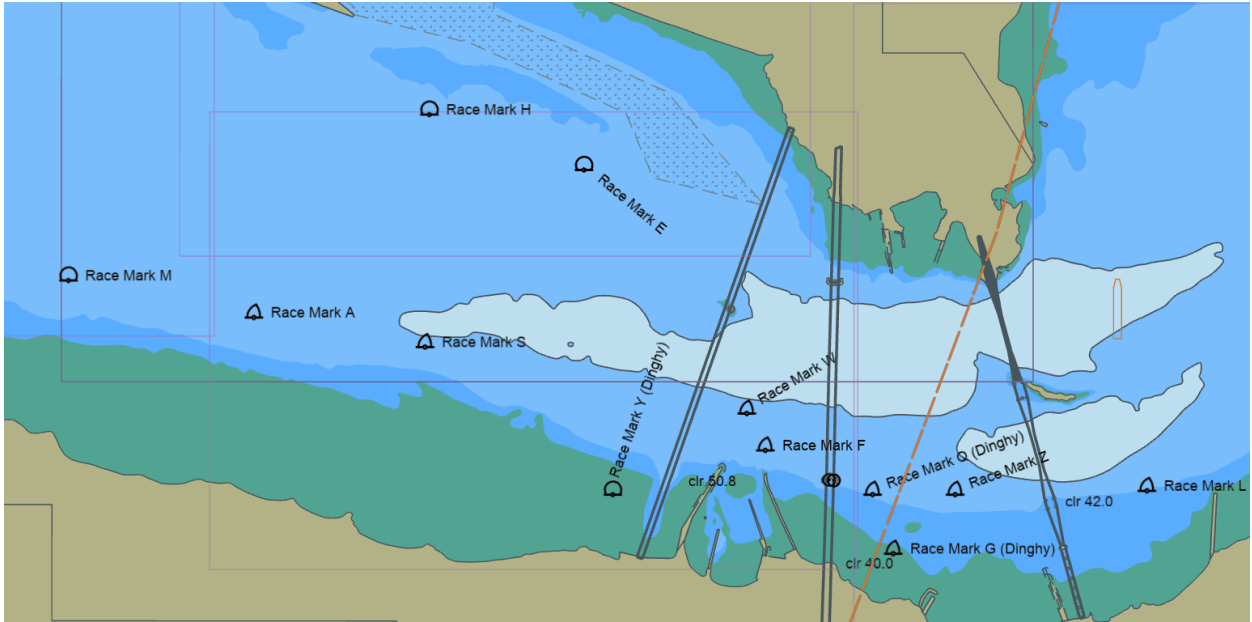 Race Mark H
Race Mark E
Race Mark M
Race Mark A
Race Mark S
Race Mark Y (Dinghy)
Race Mark W
Race Mark F
clr 50.8
Race Mark Q (Dinghy)
Race Mark Z
Race Mark L
clr 42.0
Race Mark G (Dinghy)
clr 40.0